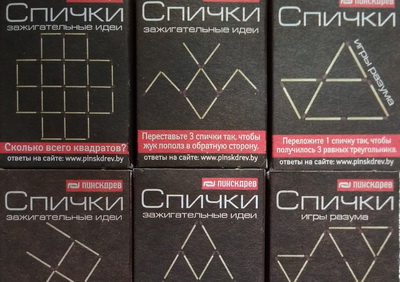 ПИНСКДРЕВ
Спички
зажигательные идеи
Сколько всего квадратов?
ответы на сайте: www.pinskdrev.by
Спички
зажигательные идеи
Переставьте 3 спички так, чтобы
жук пополз в обратную сторону.
ответы на сайте: www.pinskdrev.by
ПИНСКДРЕВ
Спички
игры разума
Переложите 1 спичку так, чтобы
получилось 3 равных треугольника.
ответы на сайте: www.pinskdrev.by
ПИНСКДРЕВ
Спички
зажигательные идеи
ПИНСКДРЕВ
Спички
зажигательные идеи
ПИНСКДРЕВ
Спички
игры разума